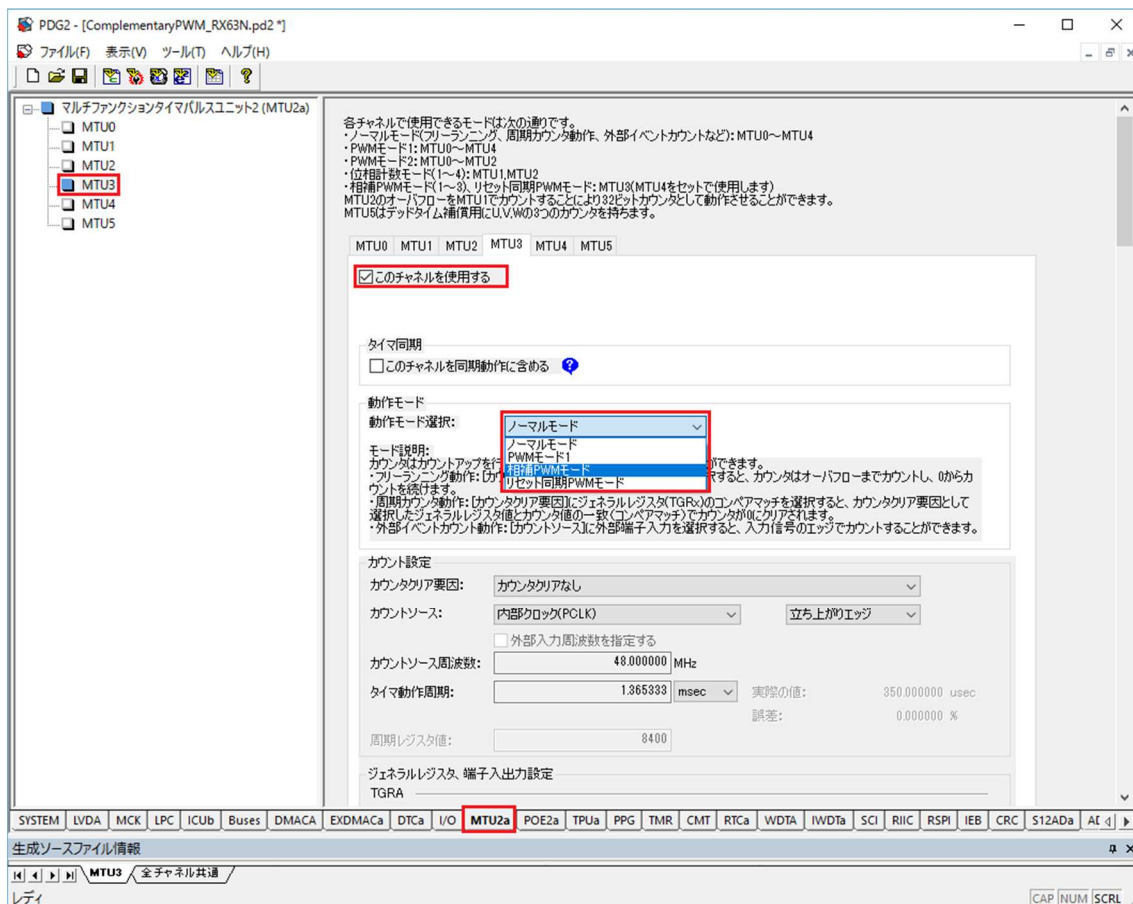 PDG2 - [ComplementaryPWM_RX63N.pd2 *]
ファイル(F) 表示(V) ツール(T) ヘルプ(H)
マルチファンクションタイマパルスユニット2 (MTU2a)
MTU0
MTU1
MTU2
MTU3
MTU4
MTU5
各チャネルで使用できるモードは次の通りです。
・ノーマルモード(フリーランニング、周期カウンタ動作、外部イベントカウントなど): MTU0～MTU4
・PWMモード1: MTU0～MTU4
・PWMモード2: MTU0～MTU2
・位相計数モード(1～4): MTU1,MTU2
・相補PWMモード(1～3)、リセット同期PWMモード: MTU3(MTU4をセットで使用します)
MTU2のオーバフローをMTU1でカウントすることにより32ビットカウンタとして動作させることができます。
MTU5はデッドタイム補償用にU,V,Wの3つのカウンタを持ちます。
MTU0 MTU1 MTU2 MTU3 MTU4 MTU5
このチャネルを使用する
タイマ同期
このチャネルを同期動作に含める ?
動作モード
動作モード選択: ノーマルモード
ノーマルモード
PWMモード1
相補PWMモード
リセット同期PWMモード
モード説明:
カウンタはカウントアップを行 ができます。
・フリーランニング動作: [カウ 択すると、カウンタはオーバフローまでカウントし、0からカ
ウントを続けます。
・周期カウンタ動作: [カウンタクリア要因]にジェネラルレジスタ(TGRx)のコンペアマッチを選択すると、カウンタクリア要因として
選択したジェネラルレジスタ値とカウンタ値の一致(コンペアマッチ)でカウンタが0にクリアされます。
・外部イベントカウント動作: [カウントソース]に外部端子入力を選択すると、入力信号のエッジでカウントすることができます。
カウント設定
カウンタクリア要因: カウンタクリアなし
カウントソース: 内部クロック(PCLK) 立ち上がりエッジ
外部入力周波数を指定する
カウントソース周波数: 48.000000 MHz
タイマ動作周期: 1.365333 msec 実際の値: 350.000000 usec
誤差: 0.000000 %
周期レジスタ値: 8400
ジェネラルレジスタ、端子入出力設定
TGRA
SYSTEM LVDA MCK LPC ICUb Buses DMACA EXDMACa DTCa I/O MTU2a POE2a TPUa PPG TMR CMT RTCa WDTA IWDTa SCI RIIC RSPI IEB CRC S12ADa
生成ソースファイル情報
MTU3 全チャネル共通
レディ CAP NUM SCRL